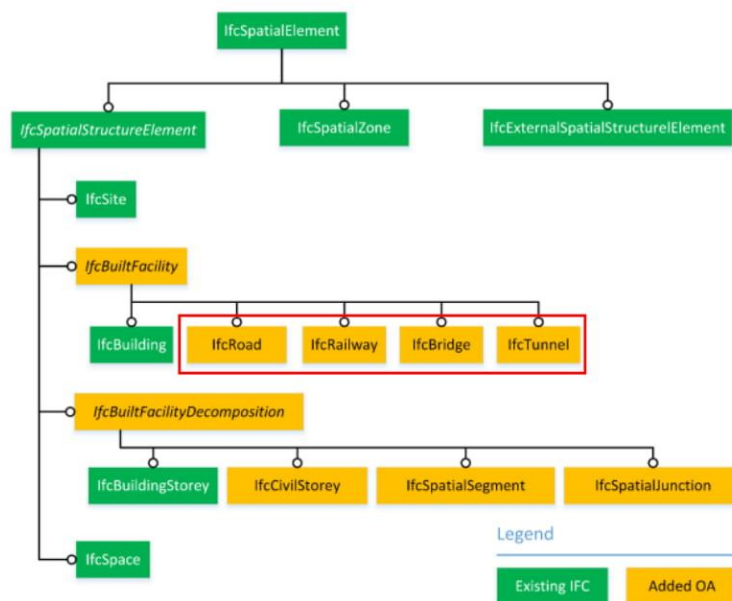 IfcSpatialElement
IfcSpatialStructureElement
IfcSpatialZone
IfcExternalSpatialStructurelElement
IfcSite
IfcBuiltFacility
IfcBuilding
IfcRoad
IfcRailway
IfcBridge
IfcTunnel
IfcBuiltFacilityDecomposition
IfcBuildingStorey
IfcCivilStorey
IfcSpatialSegment
IfcSpatialJunction
IfcSpace
Legend
Existing IFC
Added OA